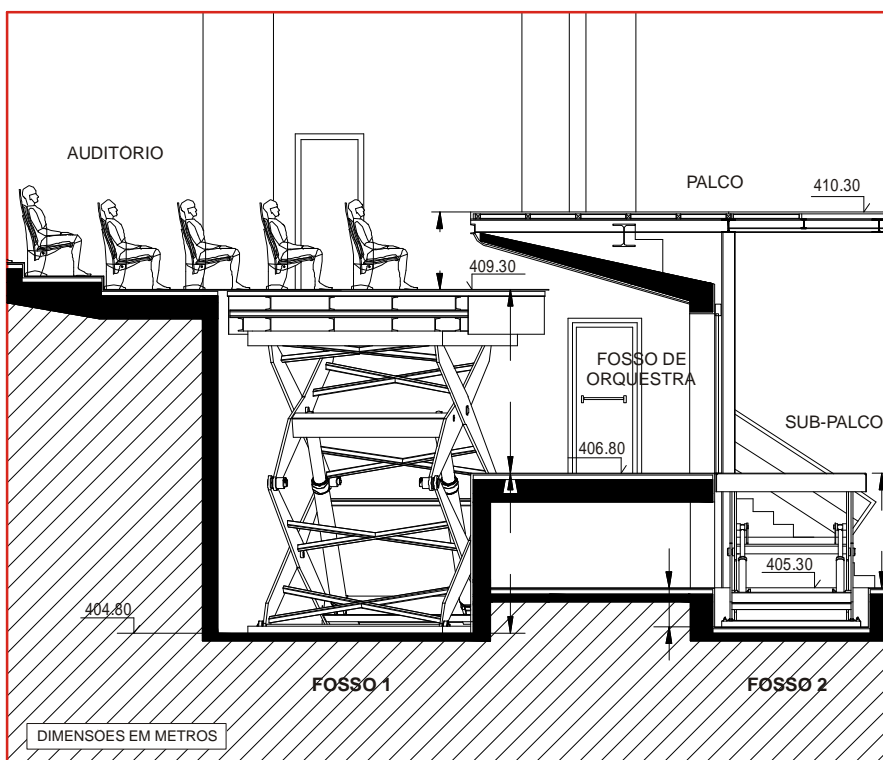 AUDITORIO
PALCO
410.30
409.30
FOSSO DE
ORQUESTRA
SUB-PALCO
406.80
405.30
404.80
FOSSO 1
FOSSO 2
DIMENSOES EM METROS